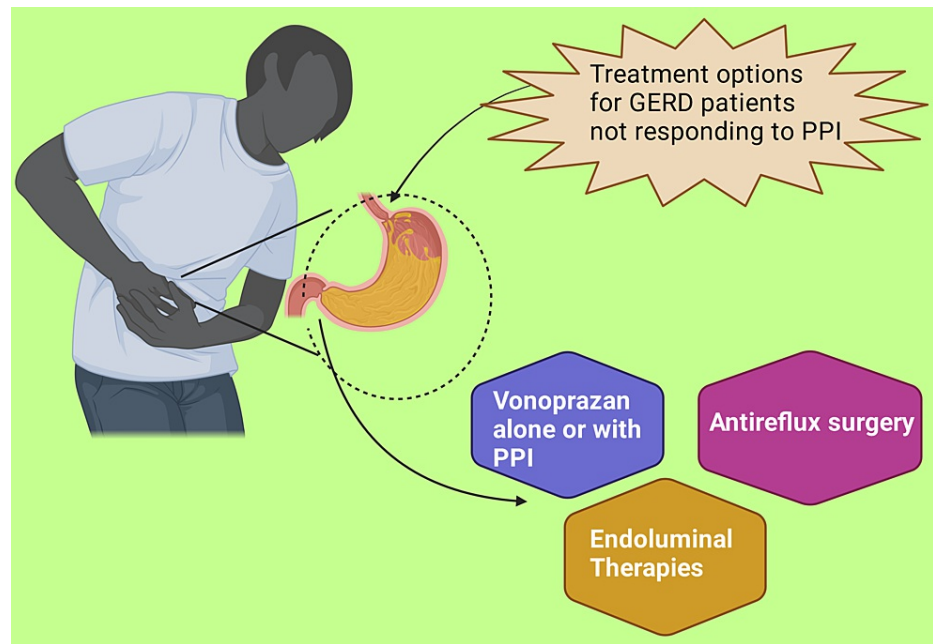 Treatment options
for GERD patients
not responding to PPI
Vonoprazan
alone or with
PPI
Antireflux surgery
Endoluminal
Therapies